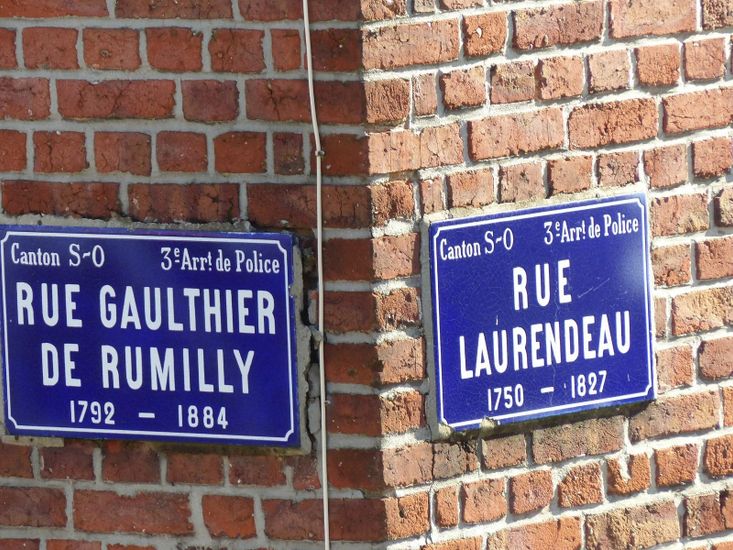 Canton S-O 3e Arrt. de Police
RUE GAULTHIER
DE RUMILLY
1792 - 1884
Canton S-O 3e Arrt. de Police
RUE
LAURENDEAU
1750 - 1827